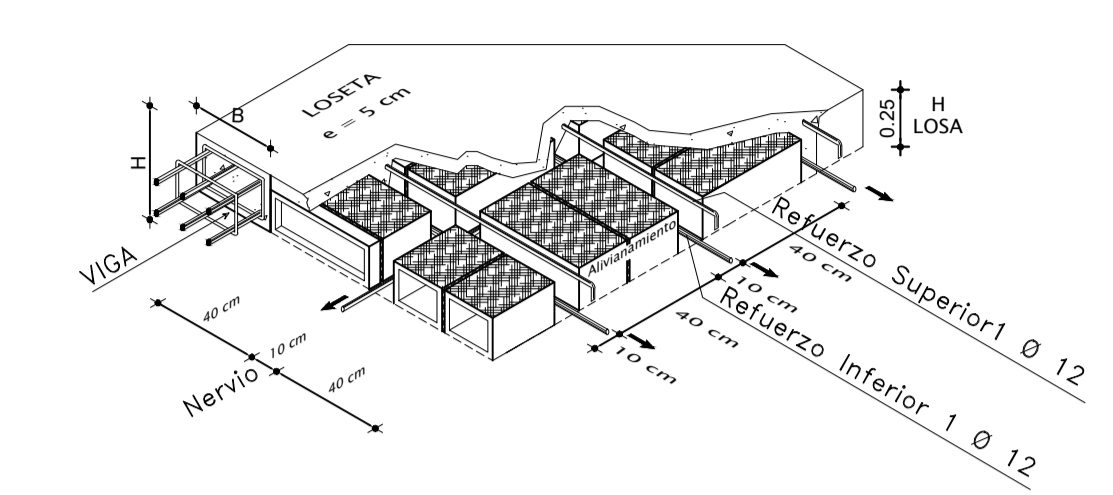 LOSETA
e = 5 cm
B
H
0.25
H
LOSA
VIGA
Alivianamiento
Refuerzo Superior1 Ø 12
Refuerzo Inferior 1 Ø 12
40 cm
10 cm
40 cm
10 cm
40 cm
10 cm
40 cm
Nervio